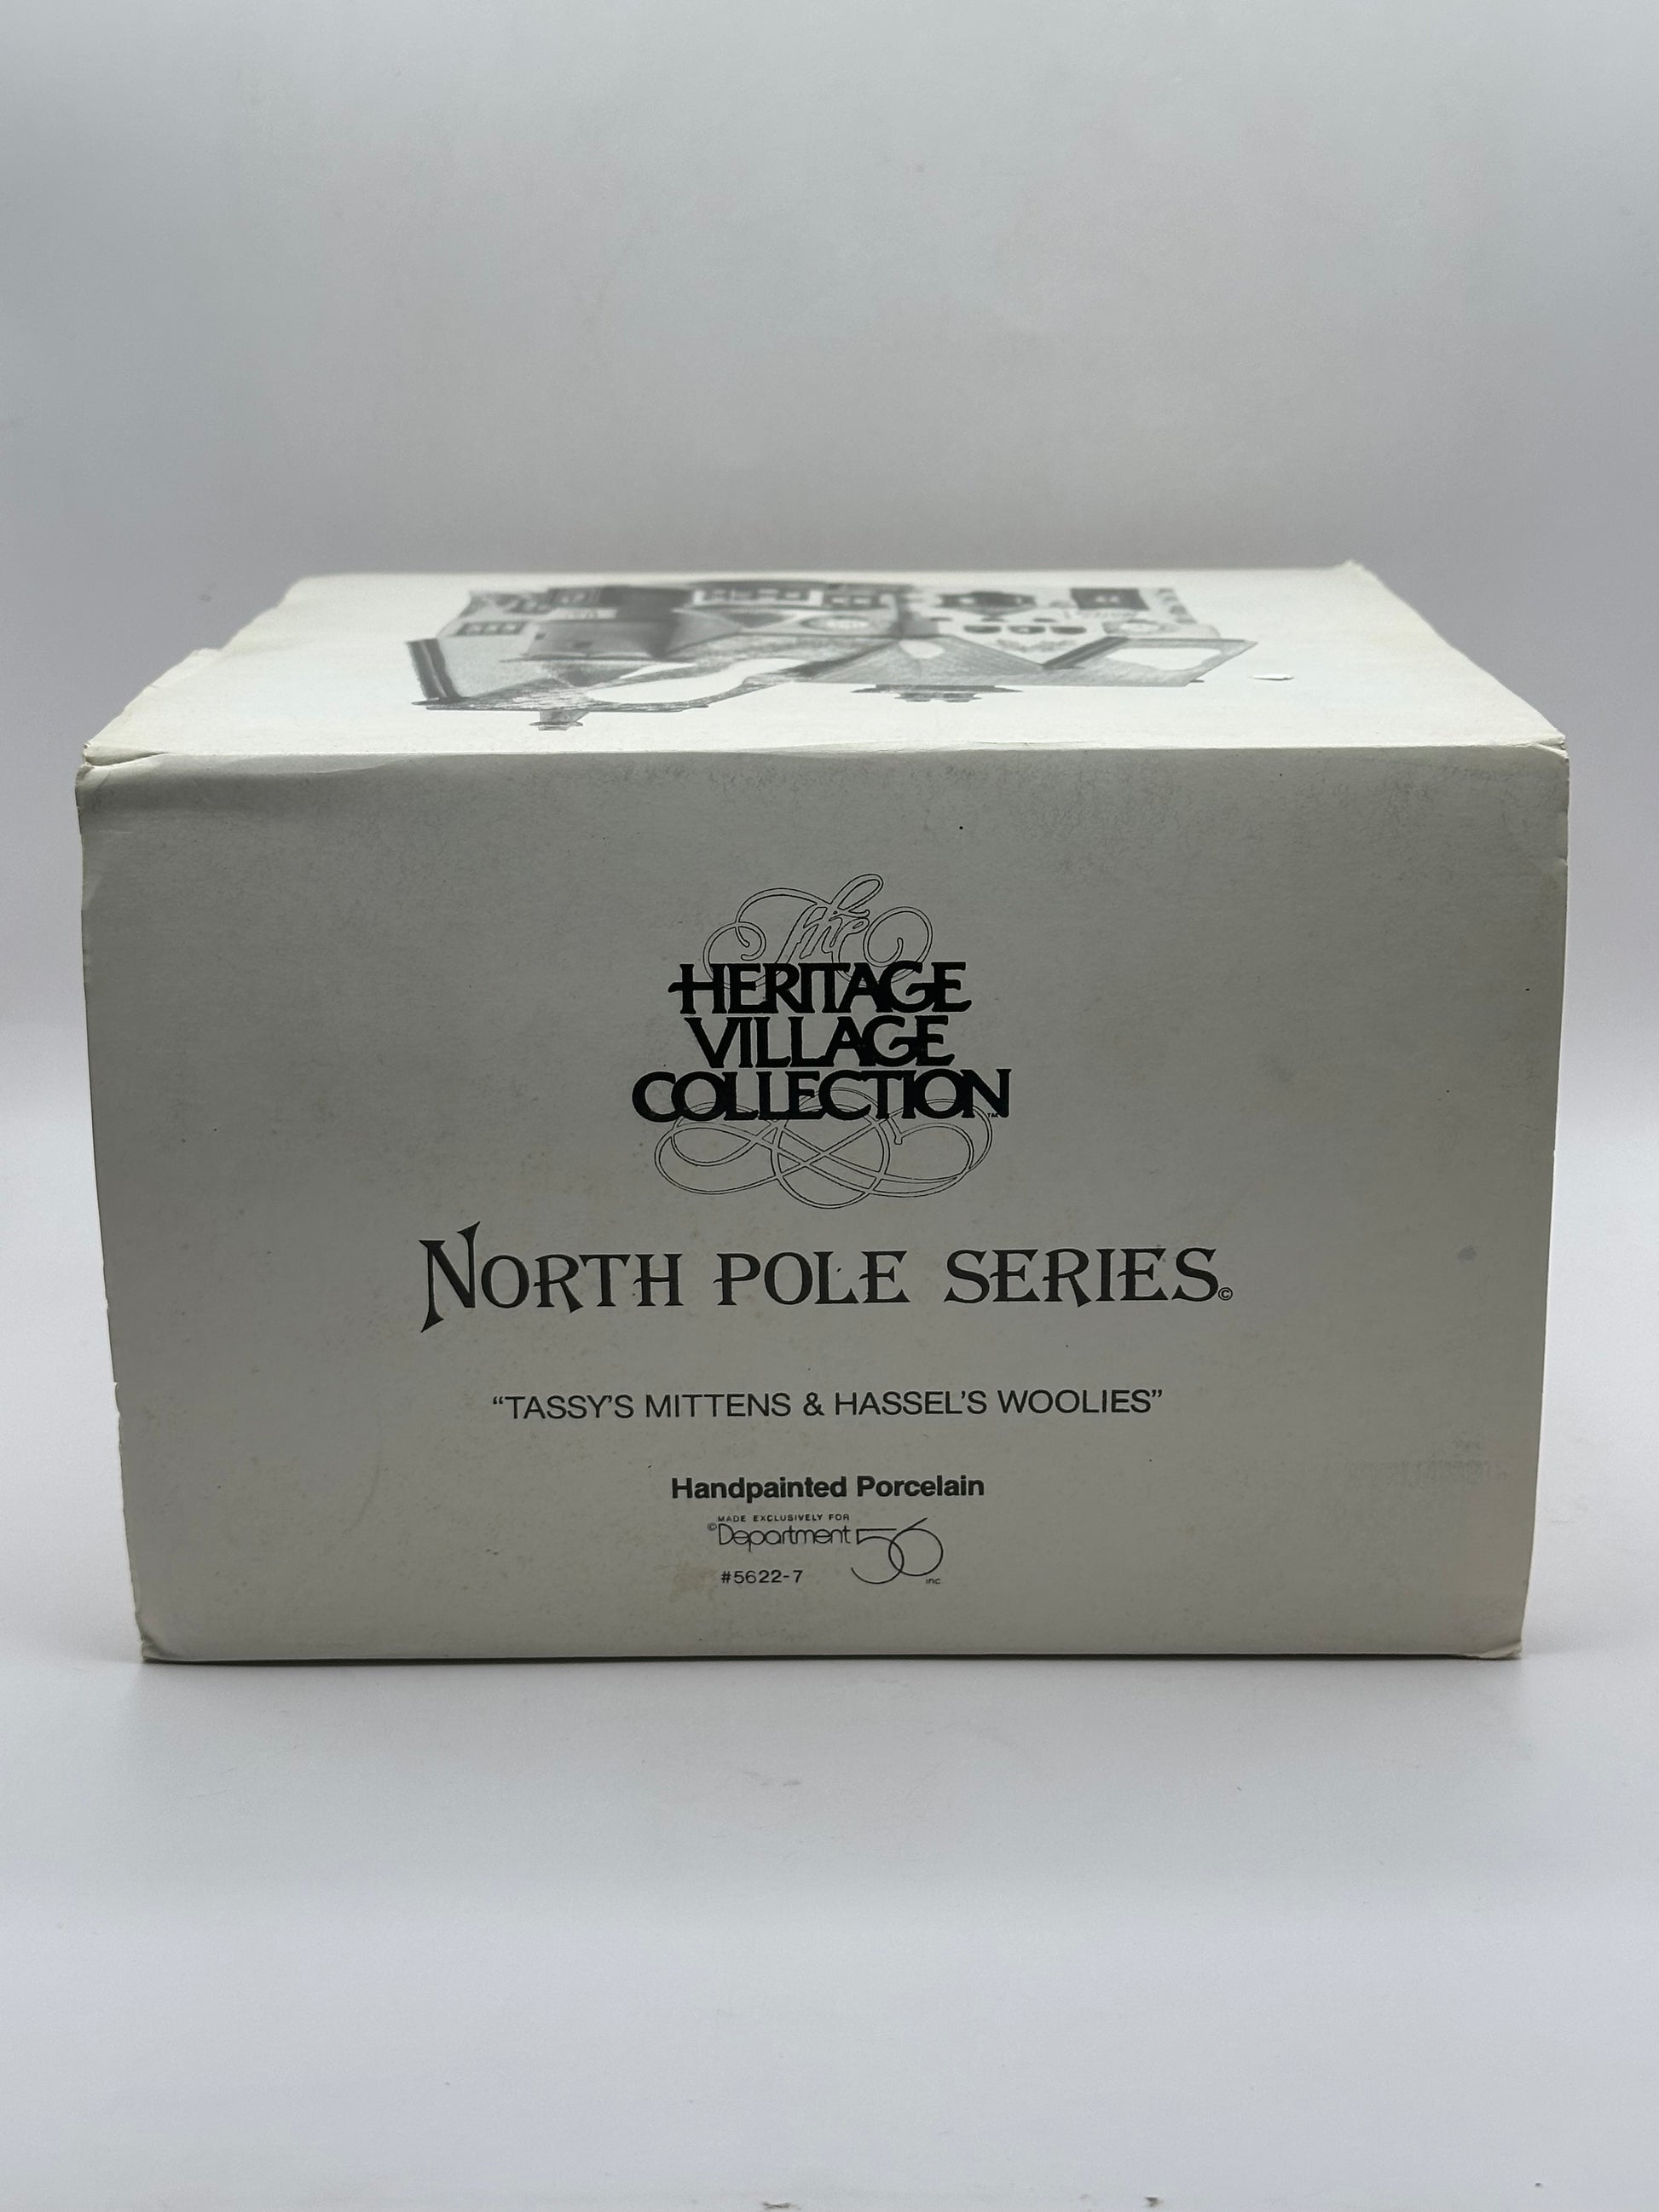 The
HERITAGE
VILLAGE
COLLECTION™
NORTH POLE SERIES©
“TASSY'S MITTENS & HASSEL'S WOOLIES”
Handpainted Porcelain
MADE EXCLUSIVELY FOR
©Department 56
#5622-7 inc